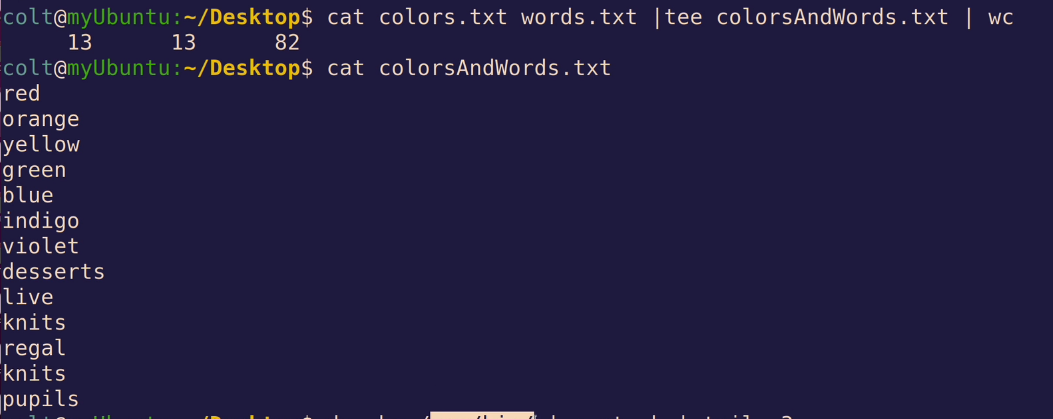 colt@myUbuntu:~/Desktop$ cat colors.txt words.txt |tee colorsAndWords.txt | wc
     13      13      82
colt@myUbuntu:~/Desktop$ cat colorsAndWords.txt
red
orange
yellow
green
blue
indigo
violet
desserts
live
knits
regal
knits
pupils